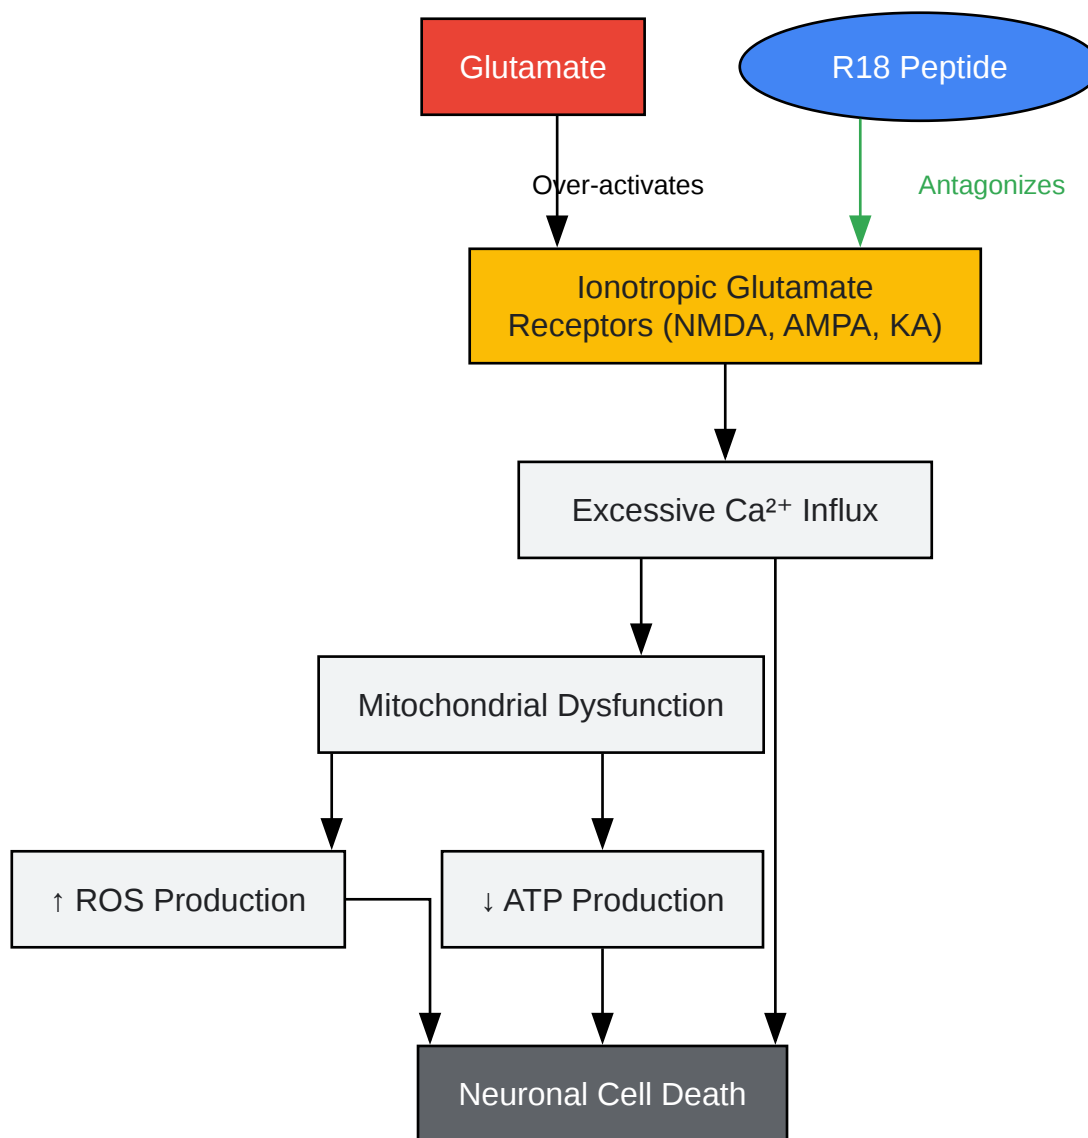 Glutamate
R18 Peptide
Over-activates
Antagonizes
Ionotropic Glutamate
Receptors (NMDA, AMPA, KA)
Excessive Ca²⁺ Influx
Mitochondrial Dysfunction
↑ ROS Production
↓ ATP Production
Neuronal Cell Death